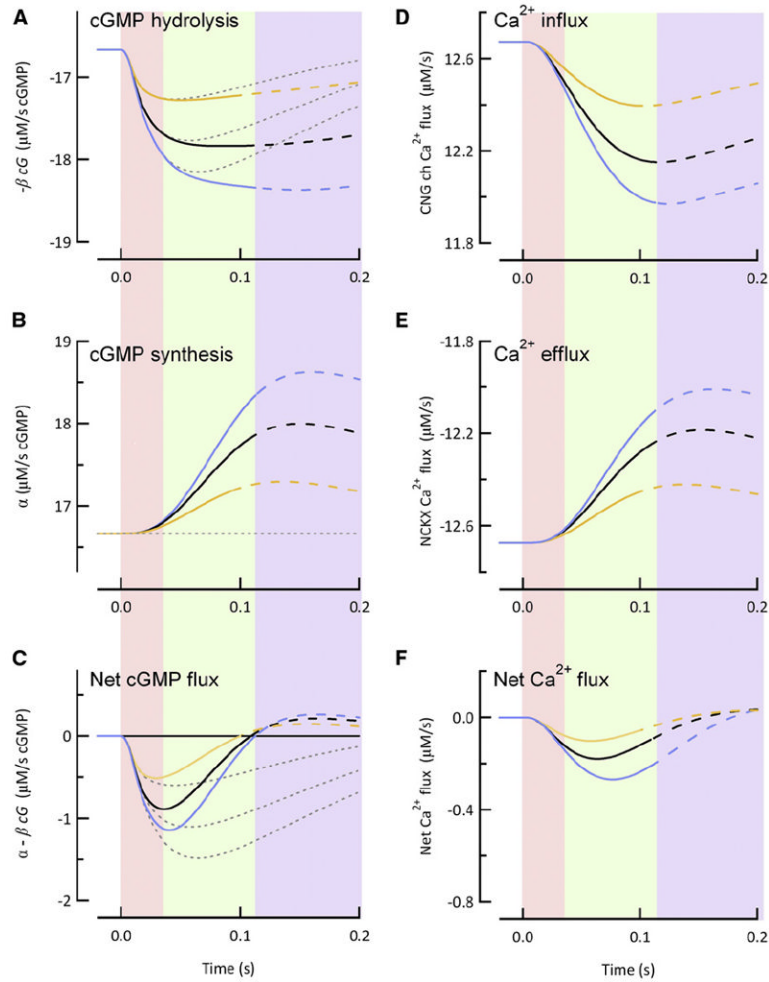 A cGMP hydrolysis
-β cG (μM/s cGMP)
-17
-18
-19
0.0 0.1 0.2
B cGMP synthesis
α (μM/s cGMP)
19
18
17
0.0 0.1 0.2
C Net cGMP flux
α - β cG (μM/s cGMP)
0
-1
-2
0.0 0.1 0.2
Time (s)
D Ca2+ influx
CNG ch Ca2+ flux (μM/s)
12.6
12.2
11.8
0.0 0.1 0.2
E Ca2+ efflux
NCKX Ca2+ flux (μM/s)
-11.8
-12.2
-12.6
0.0 0.1 0.2
F Net Ca2+ flux
Net Ca2+ flux (μM/s)
0.0
-0.4
-0.8
0.0 0.1 0.2
Time (s)